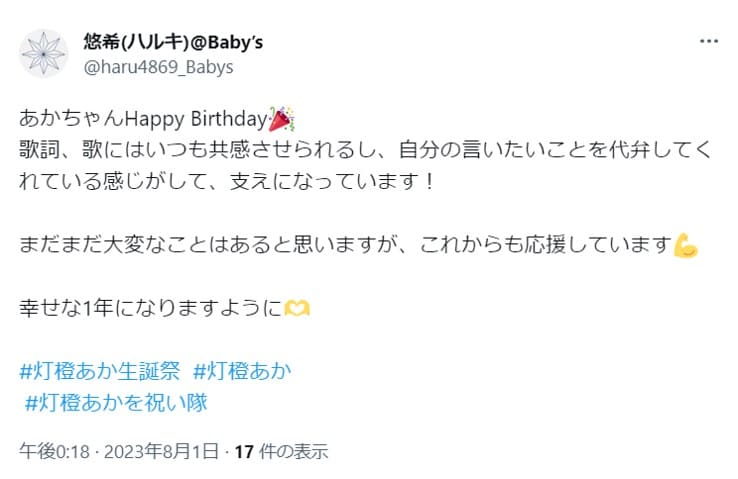 悠希(ハルキ)@Baby’s
@haru4869_Babys
あかちゃんHappy Birthday🎉
歌詞、歌にはいつも共感させられるし、自分の言いたいことを代弁してく
れている感じがして、支えになっています！
まだまだ大変なことはあると思いますが、これからも応援しています💪
幸せな1年になりますように🫶
#灯橙あか生誕祭 #灯橙あか
#灯橙あかを祝い隊
午後0:18 · 2023年8月1日 · 17 件の表示